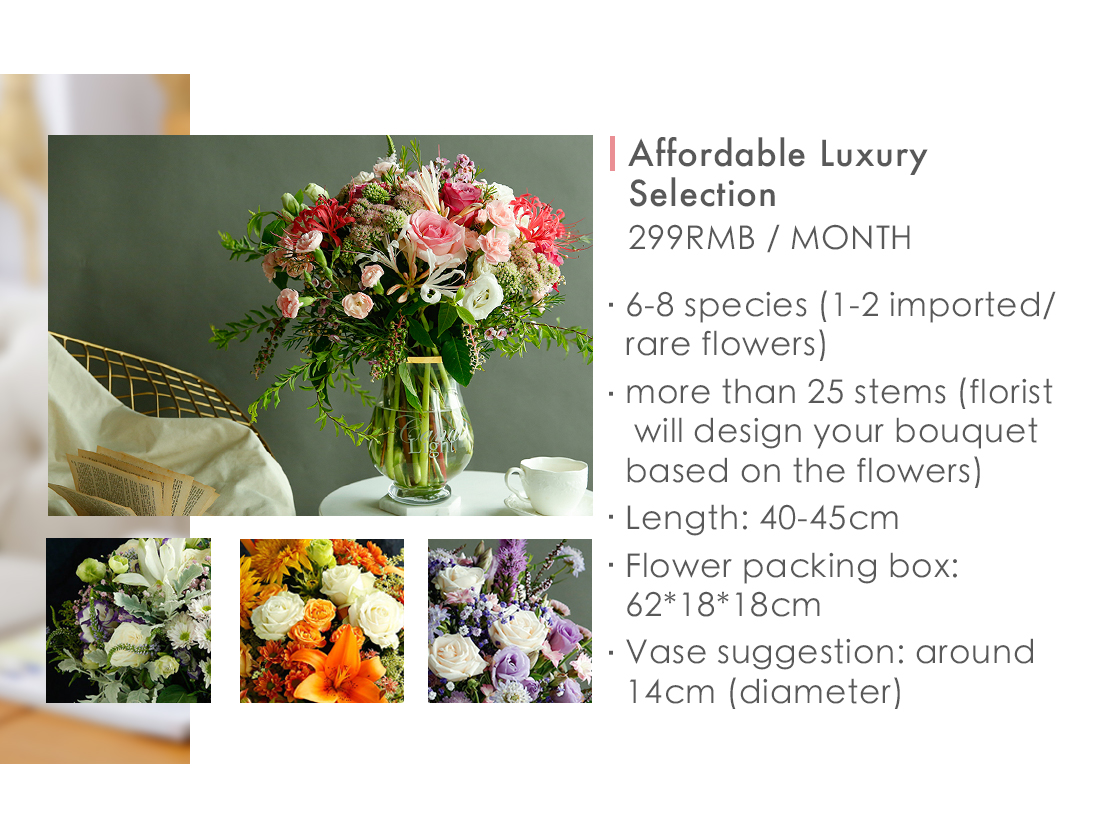 Affordable Luxury
Selection
299RMB / MONTH
· 6-8 species (1-2 imported/
rare flowers)
· more than 25 stems (florist
will design your bouquet
based on the flowers)
· Length: 40-45cm
· Flower packing box:
62*18*18cm
· Vase suggestion: around
14cm (diameter)